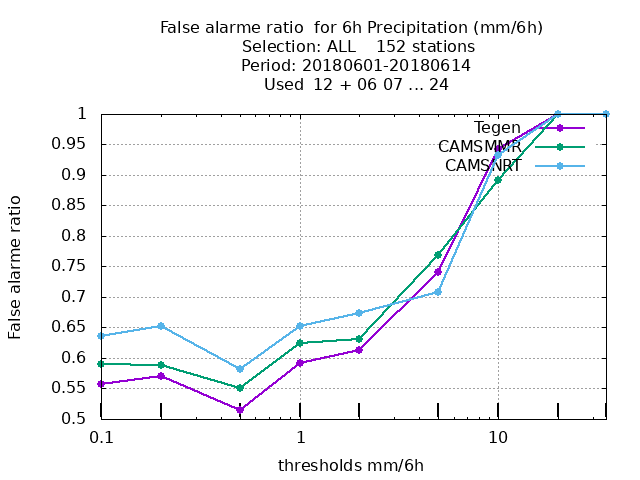 False alarme ratio  for 6h Precipitation (mm/6h)
Selection: ALL    152 stations
Period: 20180601-20180614
Used  12 + 06 07 ... 24
Tegen
CAMSMMR
CAMSNRT
False alarme ratio
1
0.95
0.9
0.85
0.8
0.75
0.7
0.65
0.6
0.55
0.5
0.1
1
10
thresholds mm/6h